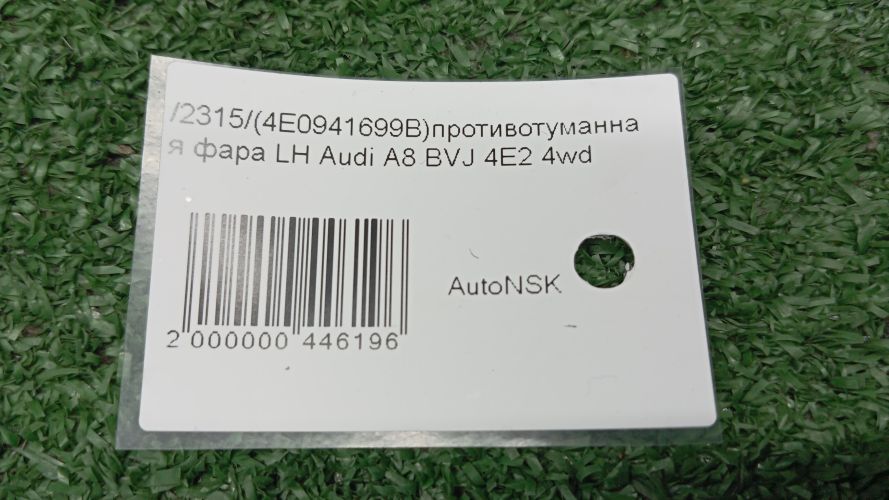 /2315/(4E0941699B)противотуманна
я фара LH Audi A8 BVJ 4E2 4wd
AutoNSK
2 000000 446196